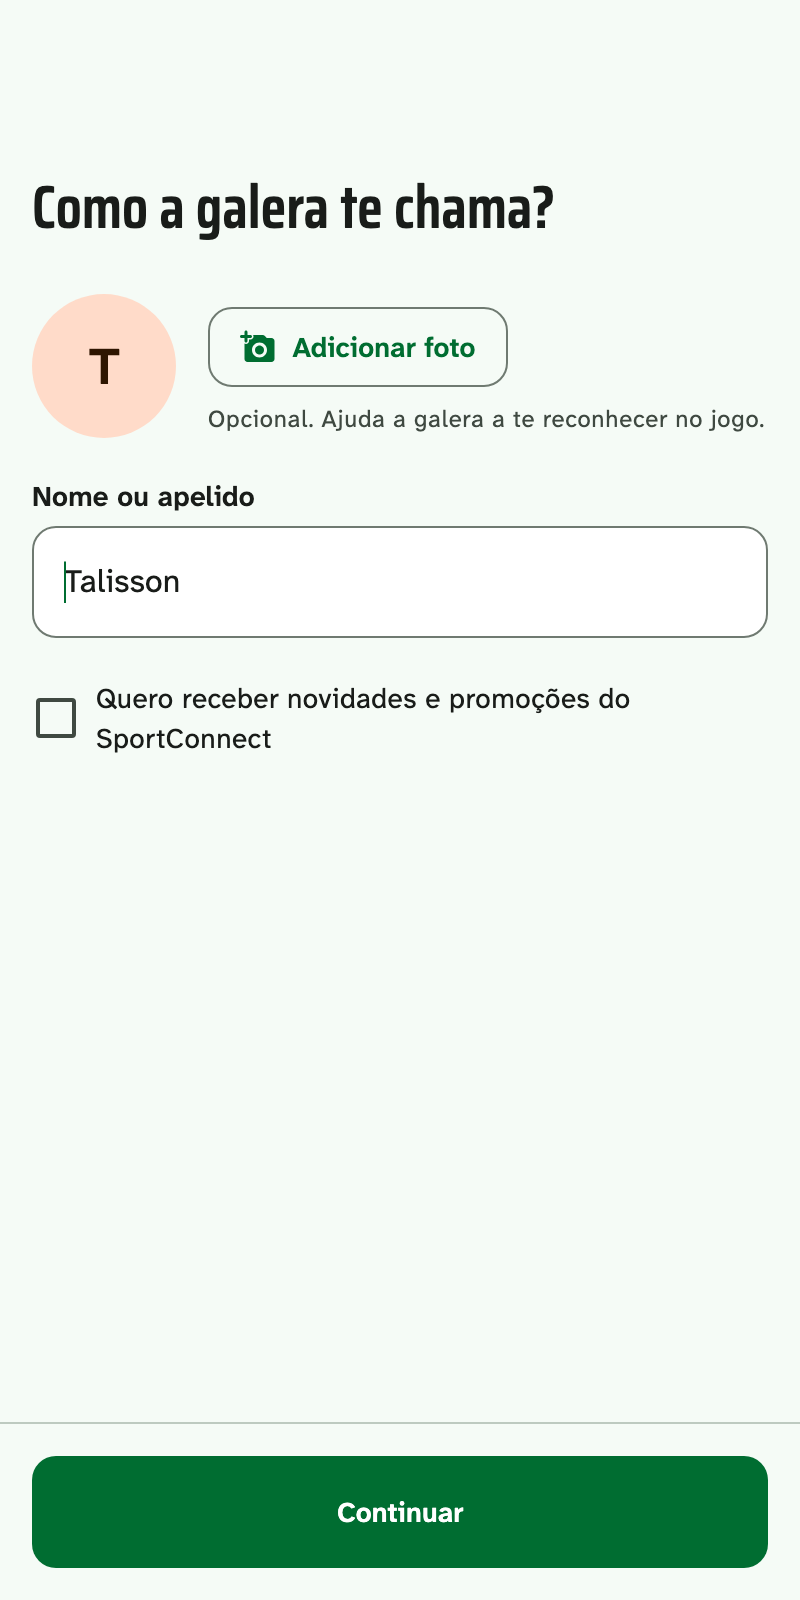 Como a galera te chama?
T
Adicionar foto
Opcional. Ajuda a galera a te reconhecer no jogo.
Nome ou apelido
Talisson
Quero receber novidades e promoções do
SportConnect
Continuar